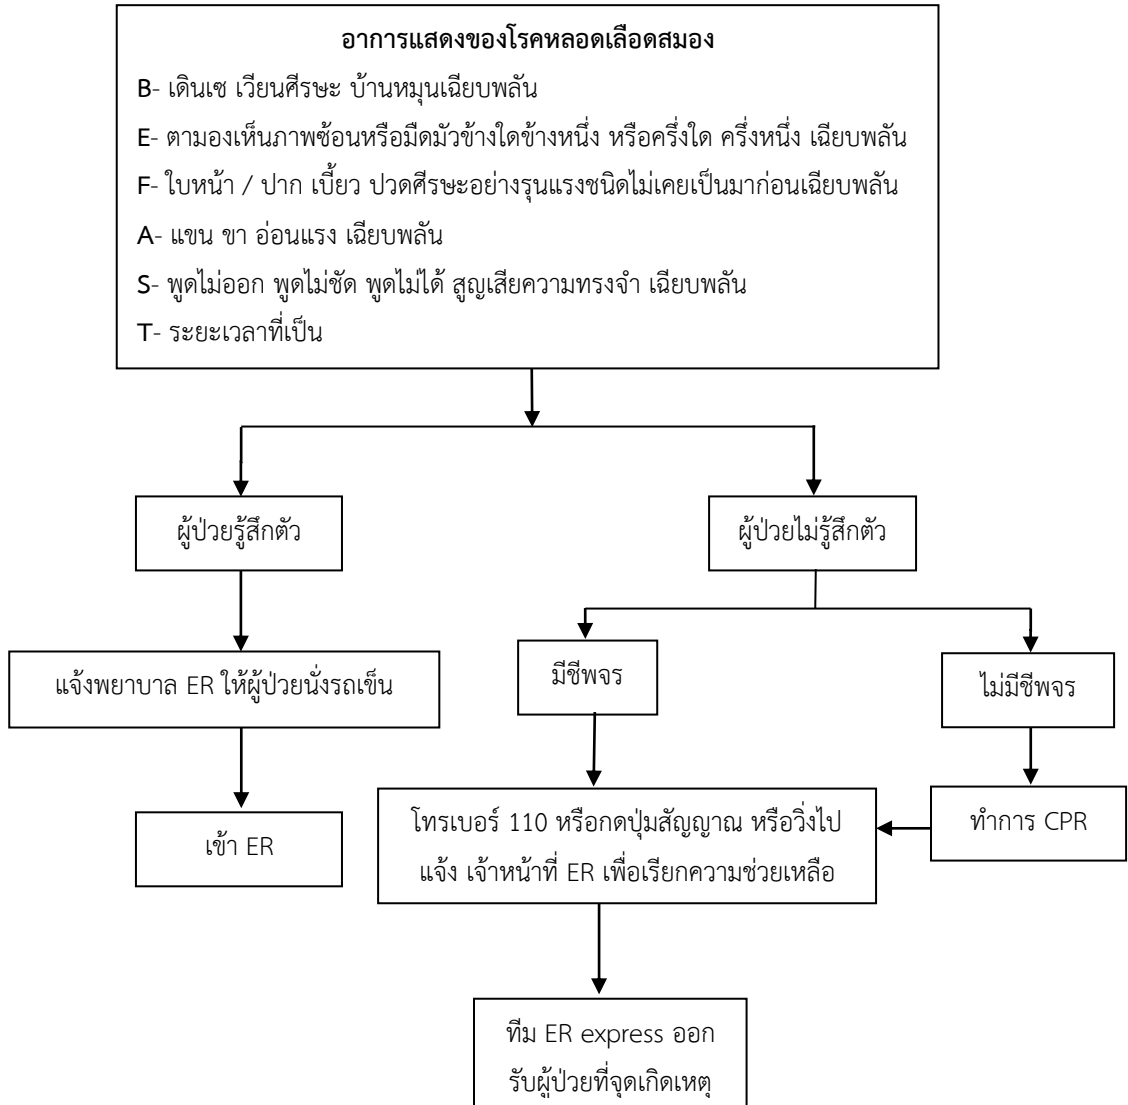 อาการแสดงของโรคหลอดเลือดสมอง
B- เดินเซ เวียนศีรษะ บ้านหมุนเฉียบพลัน
E- ตามองเห็นภาพซ้อนหรือมืดมัวข้างใดข้างหนึ่ง หรือครึ่งใด ครึ่งหนึ่ง เฉียบพลัน
F- ใบหน้า / ปาก เบี้ยว ปวดศีรษะอย่างรุนแรงชนิดไม่เคยเป็นมาก่อนเฉียบพลัน
A- แขน ขา อ่อนแรง เฉียบพลัน
S- พูดไม่ออก พูดไม่ชัด พูดไม่ได้ สูญเสียความทรงจำ เฉียบพลัน
T- ระยะเวลาที่เป็น
ผู้ป่วยรู้สึกตัว
ผู้ป่วยไม่รู้สึกตัว
แจ้งพยาบาล ER ให้ผู้ป่วยนั่งรถเข็น
มีชีพจร
ไม่มีชีพจร
เข้า ER
โทรเบอร์ 110 หรือกดปุ่มสัญญาณ หรือวิ่งไป
แจ้ง เจ้าหน้าที่ ER เพื่อเรียกความช่วยเหลือ
ทำการ CPR
ทีม ER express ออก
รับผู้ป่วยที่จุดเกิดเหตุ